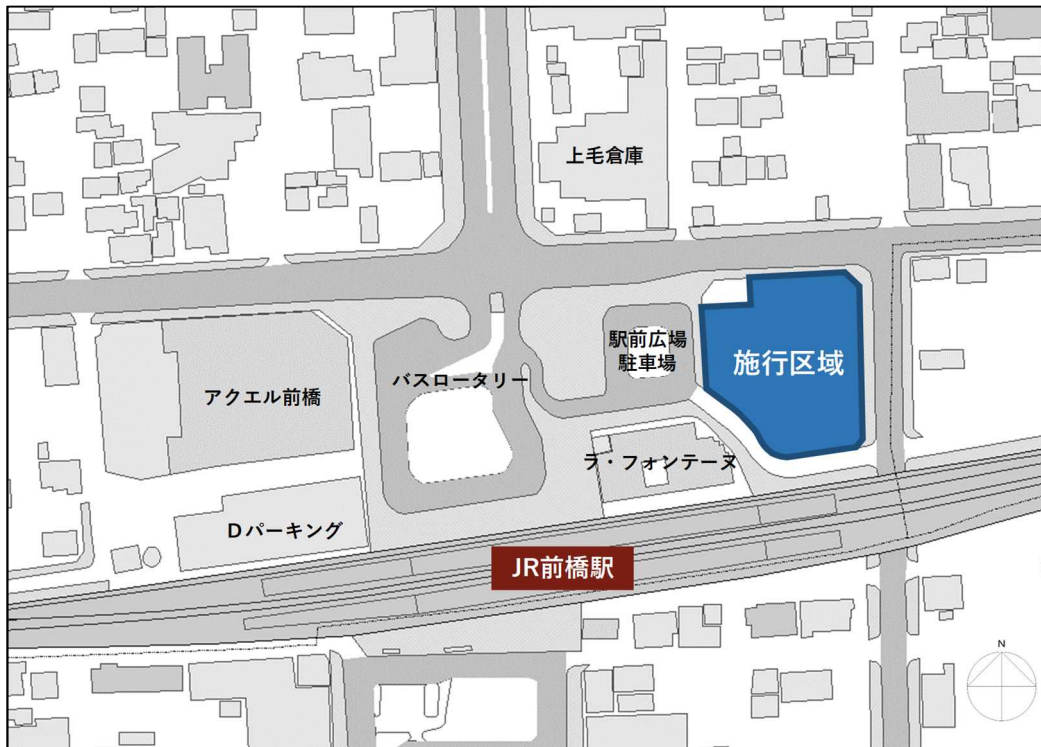 上毛倉庫
駅前広場
駐車場
施行区域
バスロータリー
アクエル前橋
ラ・フォンテーヌ
Dパーキング
JR前橋駅
N